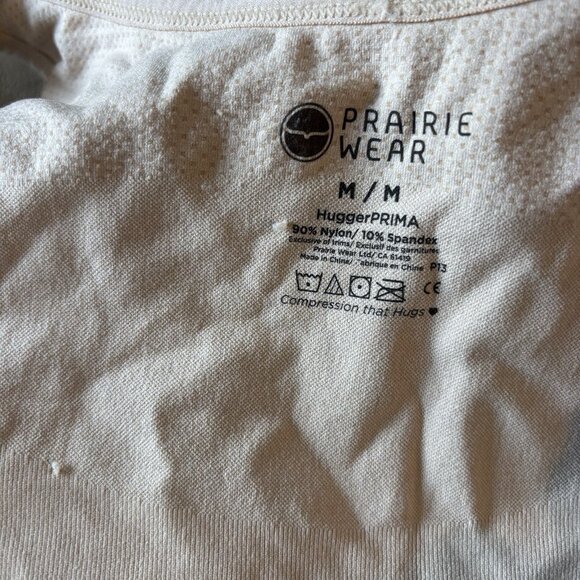 PRAIRIE
WEAR
M / M
HuggerPRIMA
90% Nylon/ 10% Spandex
Exclusive of trims/ Exclusif des garnitures
Prairie Wear Ltd/ CA 61419
Made in China/ Fabrique en Chine P13
CE
Compression that Hugs ♥